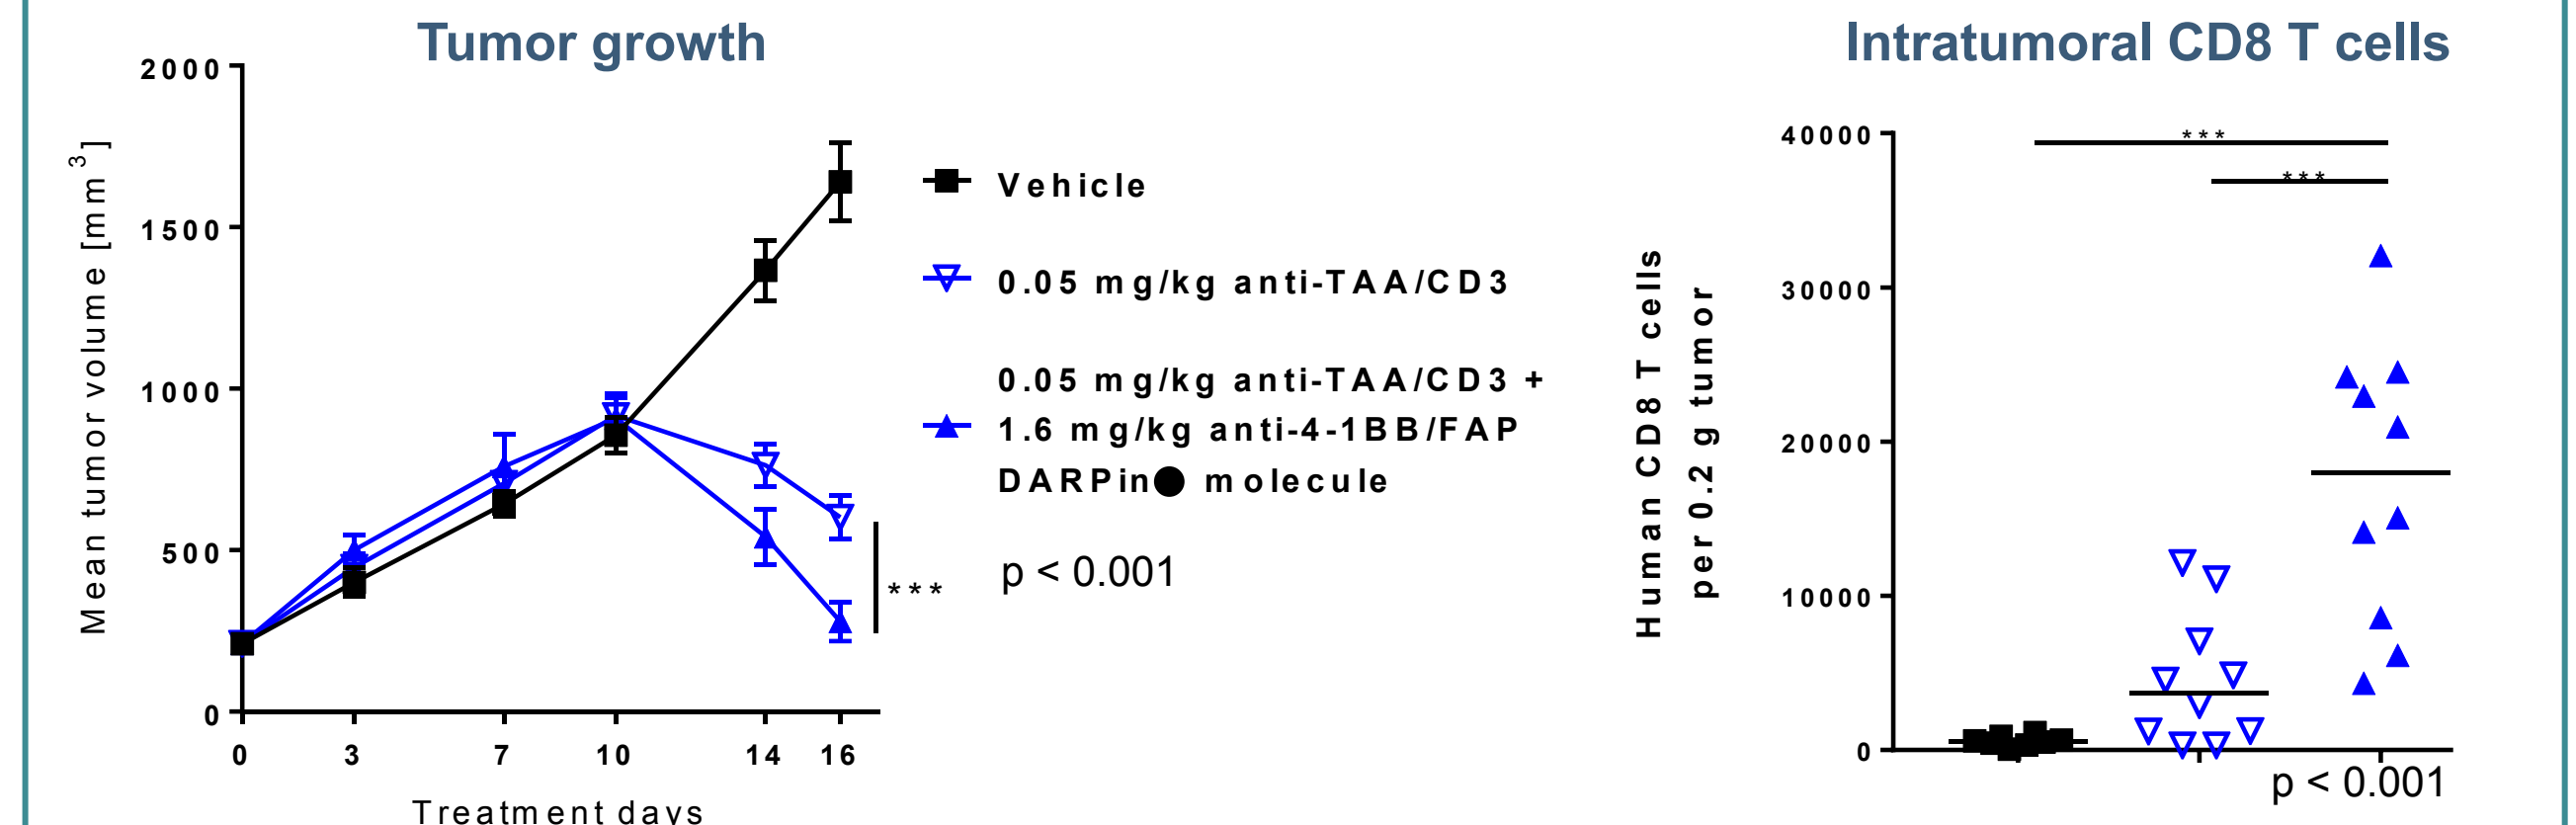 Tumor growth
2000
1500
1000
500
0
Mean tumor volume [mm3]
0 3 7 10 14 16
Treatment days
Vehicle
0.05 mg/kg anti-TAA/CD3
0.05 mg/kg anti-TAA/CD3 +
1.6 mg/kg anti-4-1BB/FAP
DARPin● molecule
***
p < 0.001
Intratumoral CD8 T cells
40000
30000
20000
10000
0
Human CD8 T cells
per 0.2 g tumor
***
***
p < 0.001